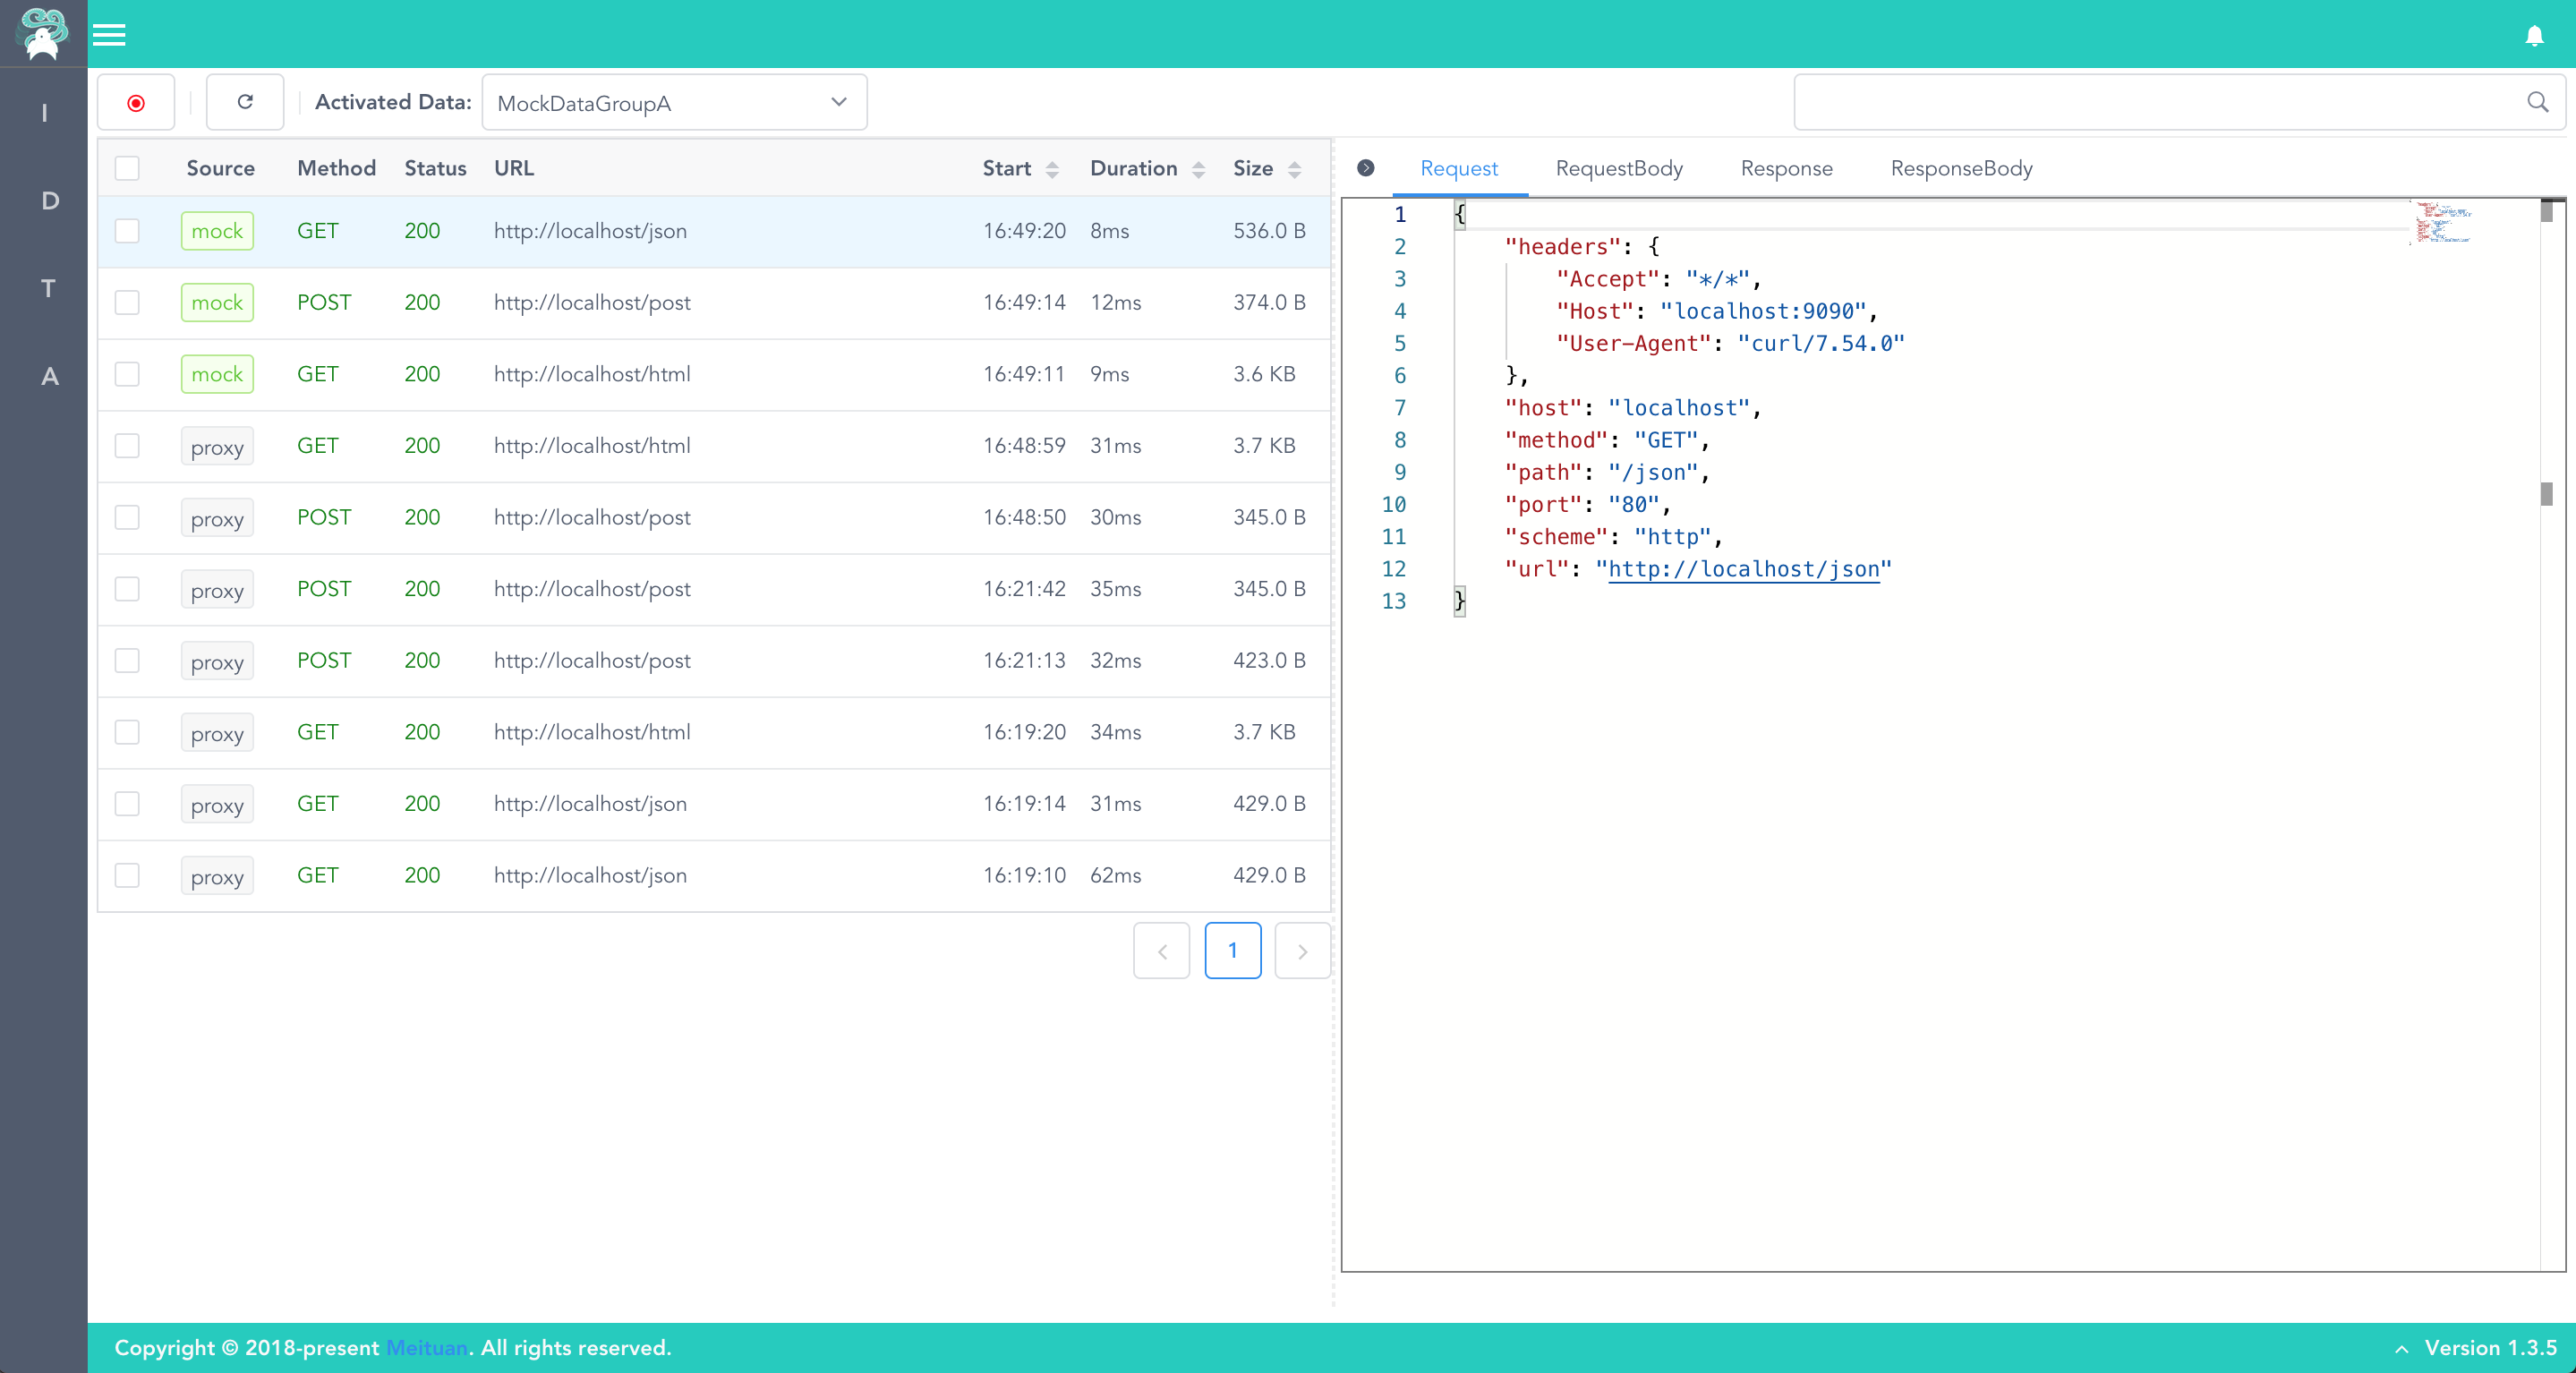 Activated Data: MockDataGroupA
I
D
T
A
Source Method Status URL Start Duration Size
mock GET 200 http://localhost/json 16:49:20 8ms 536.0 B
mock POST 200 http://localhost/post 16:49:14 12ms 374.0 B
mock GET 200 http://localhost/html 16:49:11 9ms 3.6 KB
proxy GET 200 http://localhost/html 16:48:59 31ms 3.7 KB
proxy POST 200 http://localhost/post 16:48:50 30ms 345.0 B
proxy POST 200 http://localhost/post 16:21:42 35ms 345.0 B
proxy POST 200 http://localhost/post 16:21:13 32ms 423.0 B
proxy GET 200 http://localhost/html 16:19:20 34ms 3.7 KB
proxy GET 200 http://localhost/json 16:19:14 31ms 429.0 B
proxy GET 200 http://localhost/json 16:19:10 62ms 429.0 B
1
Request RequestBody Response ResponseBody
1 {
2 "headers": {
3 "Accept": "*/*",
4 "Host": "localhost:9090",
5 "User-Agent": "curl/7.54.0"
6 },
7 "host": "localhost",
8 "method": "GET",
9 "path": "/json",
10 "port": "80",
11 "scheme": "http",
12 "url": "http://localhost/json"
13 }
Copyright © 2018-present Meituan. All rights reserved.
Version 1.3.5